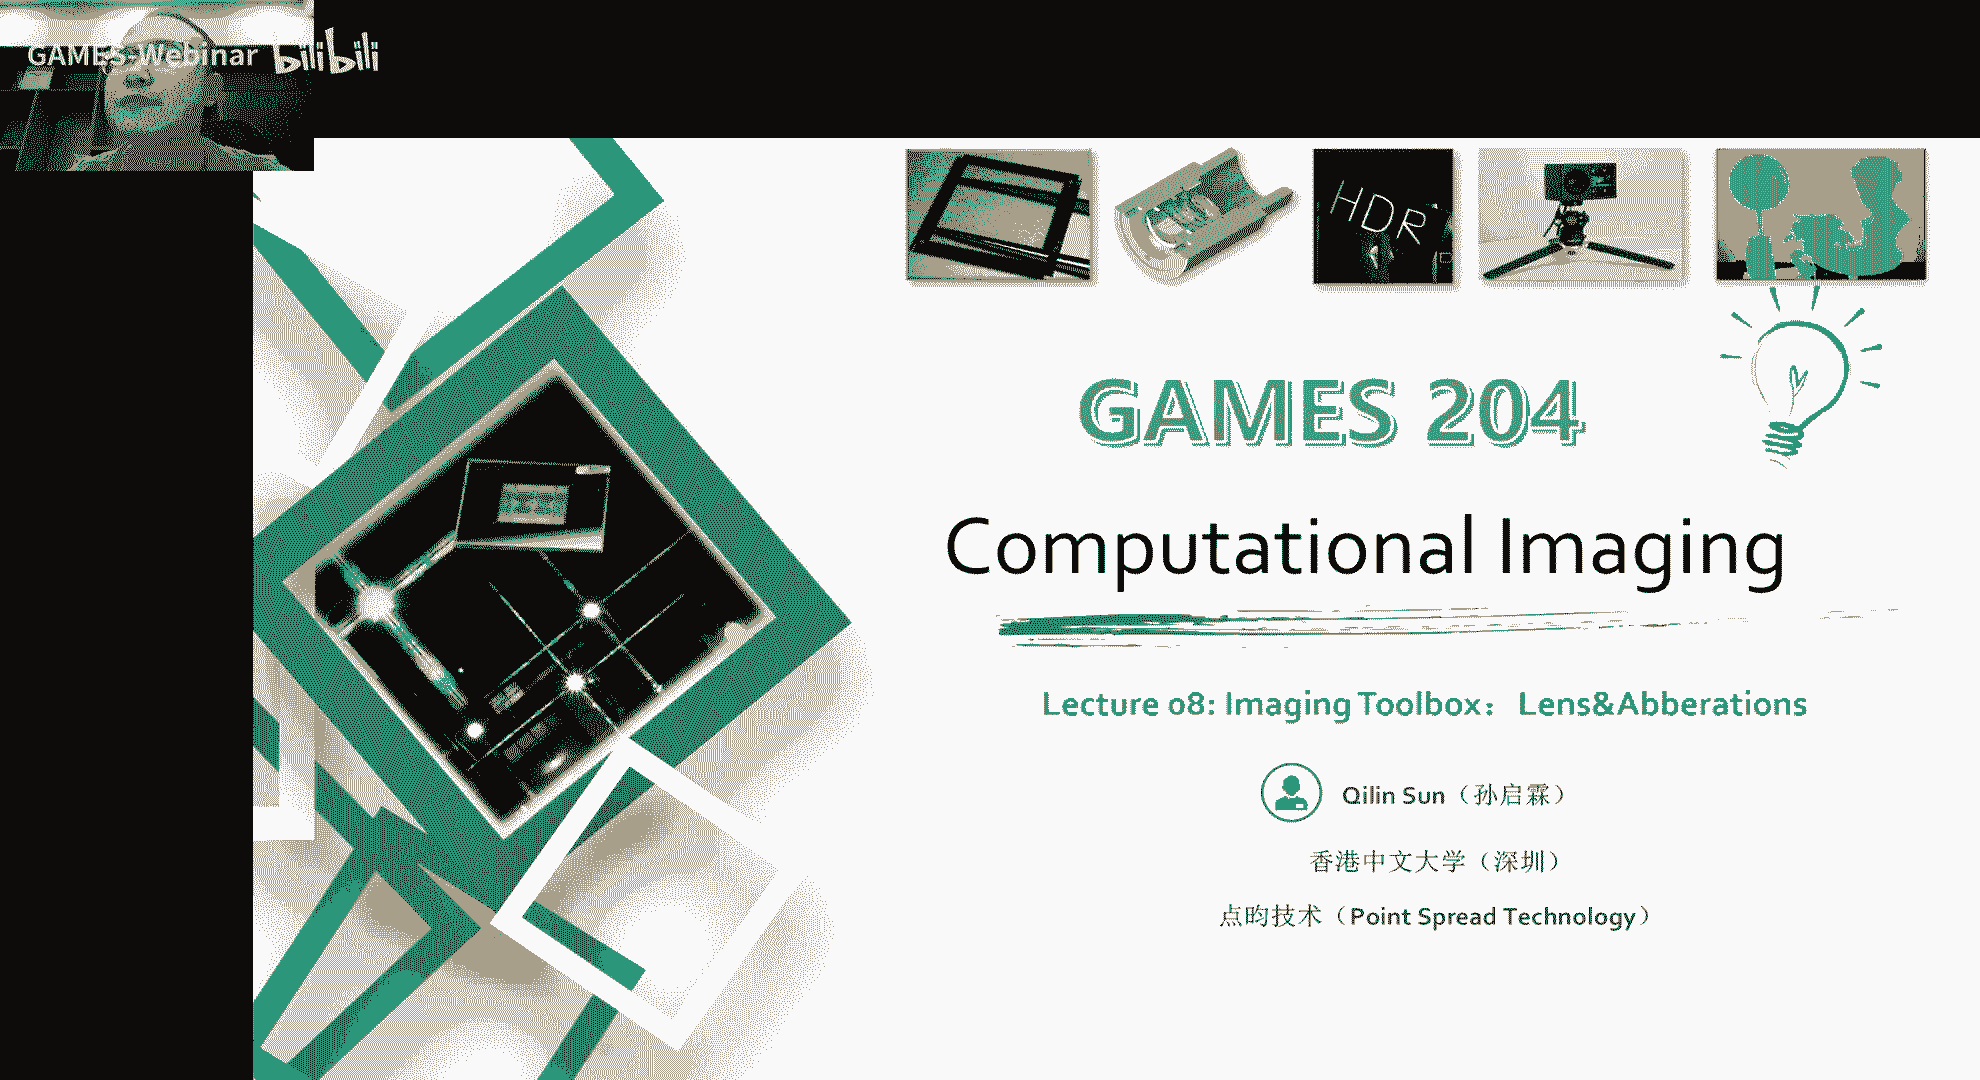 GAMES-Webinar bilibili
HDR
GAMES 204
Computational Imaging
Lecture 08: Imaging Toolbox：Lens&Abberations
Qilin Sun（孙启霖）
香港中文大学（深圳）
点昀技术（Point Spread Technology）